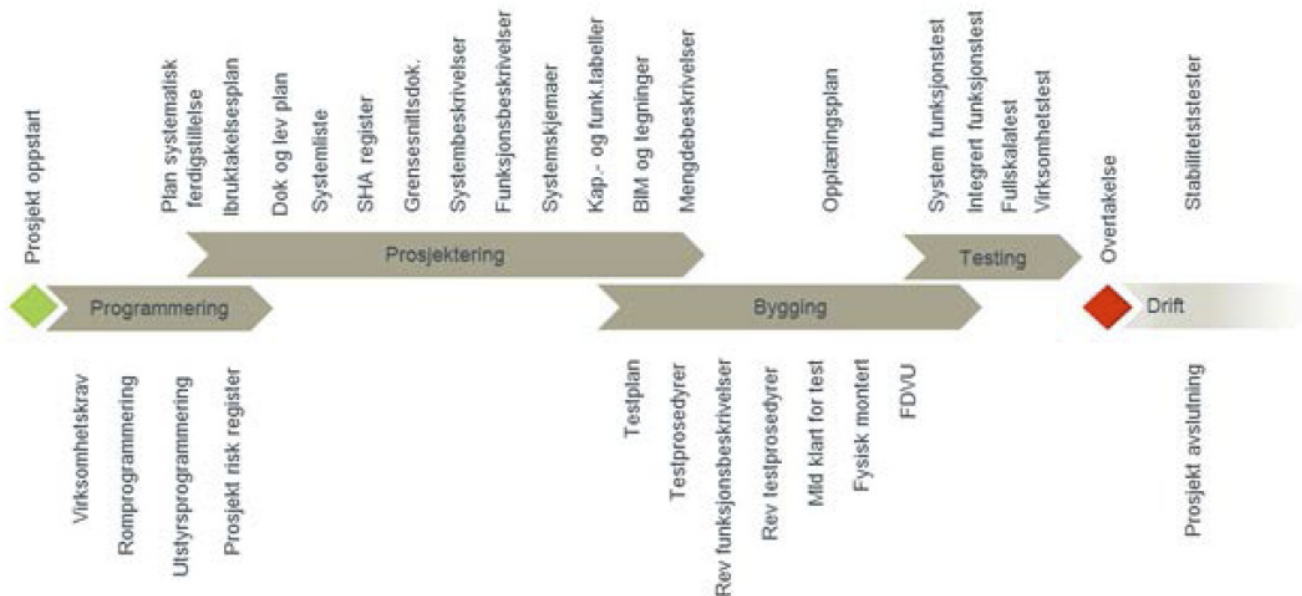 Prosjekt oppstart
Plan systematisk
ferdigstillelse
Ibruktakelsesplan
Dok og lev plan
Systemliste
SHA register
Grensesnittsdok.
Systembeskrivelser
Funksjonsbeskrivelser
Systemskjemaer
Kap.- og funk.tabeller
BIM og tegninger
Mengdebeskrivelser
Opplæringsplan
System funksjonstest
Integrert funksjonstest
Fullskalatest
Virksomhetstest
Overtakelse
Stabilitetststester
Prosjektering
Testing
Programmering
Bygging
Drift
Virksomhetskrav
Romprogrammering
Utstyrsprogrammering
Prosjekt risk register
Testplan
Testprosedyrer
Rev funksjonsbeskrivelser
Rev testprosedyrer
Mld klart for test
Fysisk montert
FDVU
Prosjekt avslutning